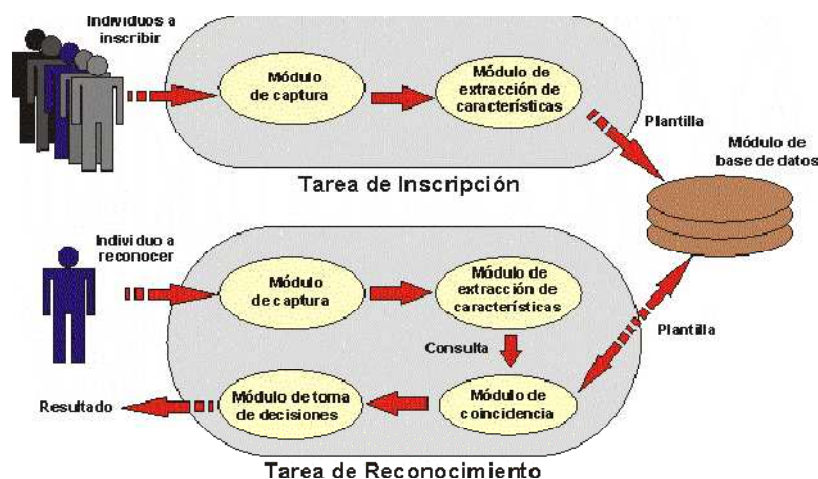 Individuos a
inscribir
Módulo
de captura
Módulo de
extracción de
características
Plantilla
Módulo de
base de datos
Tarea de Inscripción
Individuo a
reconocer
Módulo
de captura
Módulo de
extracción de
características
Consulta
Plantilla
Resultado
Módulo de toma
de decisiones
Módulo de
coincidencia
Tarea de Reconocimiento